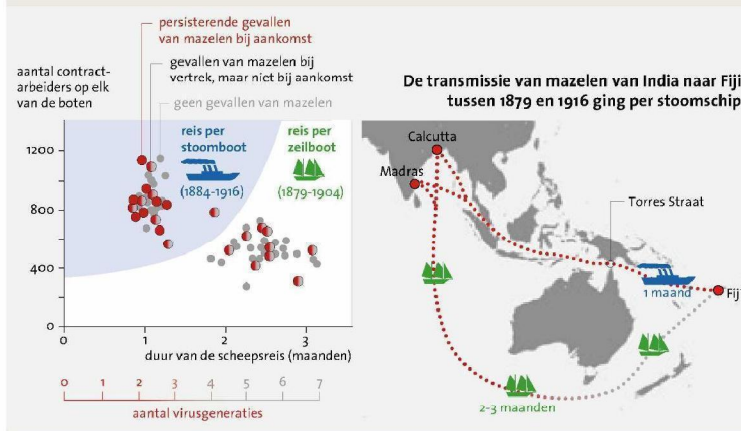 persisterende gevallen
van mazelen bij aankomst
gevallen van mazelen bij
vertrek, maar niet bij aankomst
geen gevallen van mazelen
aantal contract-
arbeiders op elk
van de boten
reis per
stoomboot
(1884-1916)
reis per
zeilboot
(1879-1904)
1200
800
400
0
0
1
2
3
duur van de scheepsreis (maanden)
0 1 2 3 4 5 6 7
aantal virusgeneraties
De transmissie van mazelen van India naar Fiji
tussen 1879 en 1916 ging per stoomschip
Calcutta
Madras
Torres Straat
1 maand
Fij
2-3 maanden